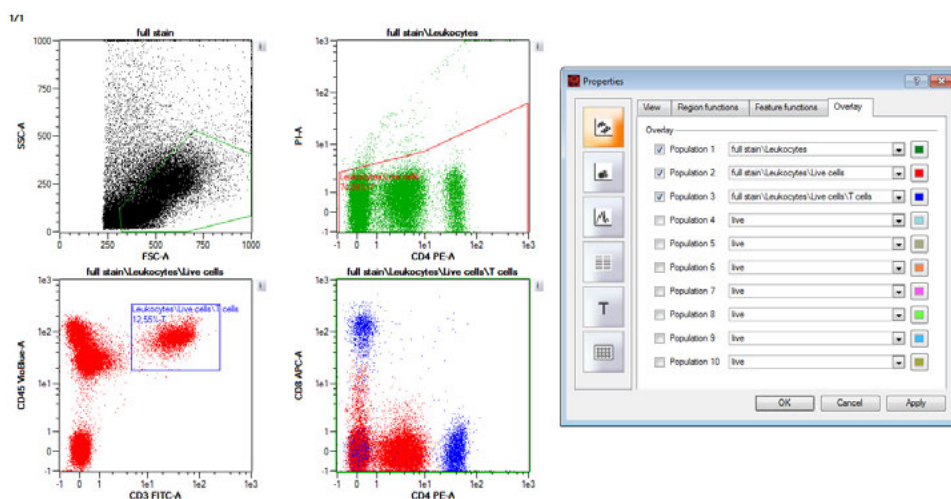 1/1
full stain
1000
750
500
250
0
SSC-A
0
250
500
750
1000
FSC-A
full stain\Leukocytes
1e3
1e2
1e1
1
0
-1
PI-A
-1
0
1
1e1
1e2
1e3
CD4 PE-A
full stain\Leukocytes\Live cells
1e3
1e2
1e1
1
0
-1
CD45 VioBlue-A
Leukocytes\Live cells\T cells
12,55%-T
-1
0
1
1e1
1e2
1e3
CD3 FITC-A
full stain\Leukocytes\Live cells\T cells
1e3
1e2
1e1
1
0
-1
CD8 APC-A
-1
0
1
1e1
1e2
1e3
CD4 PE-A
Properties
View
Region functions
Feature functions
Overlay
Overlay
Population 1 full stain\Leukocytes
Population 2 full stain\Leukocytes\Live cells
Population 3 full stain\Leukocytes\Live cells\T cells
Population 4 live
Population 5 live
Population 6 live
Population 7 live
Population 8 live
Population 9 live
Population 10 live
T
OK
Cancel
Apply